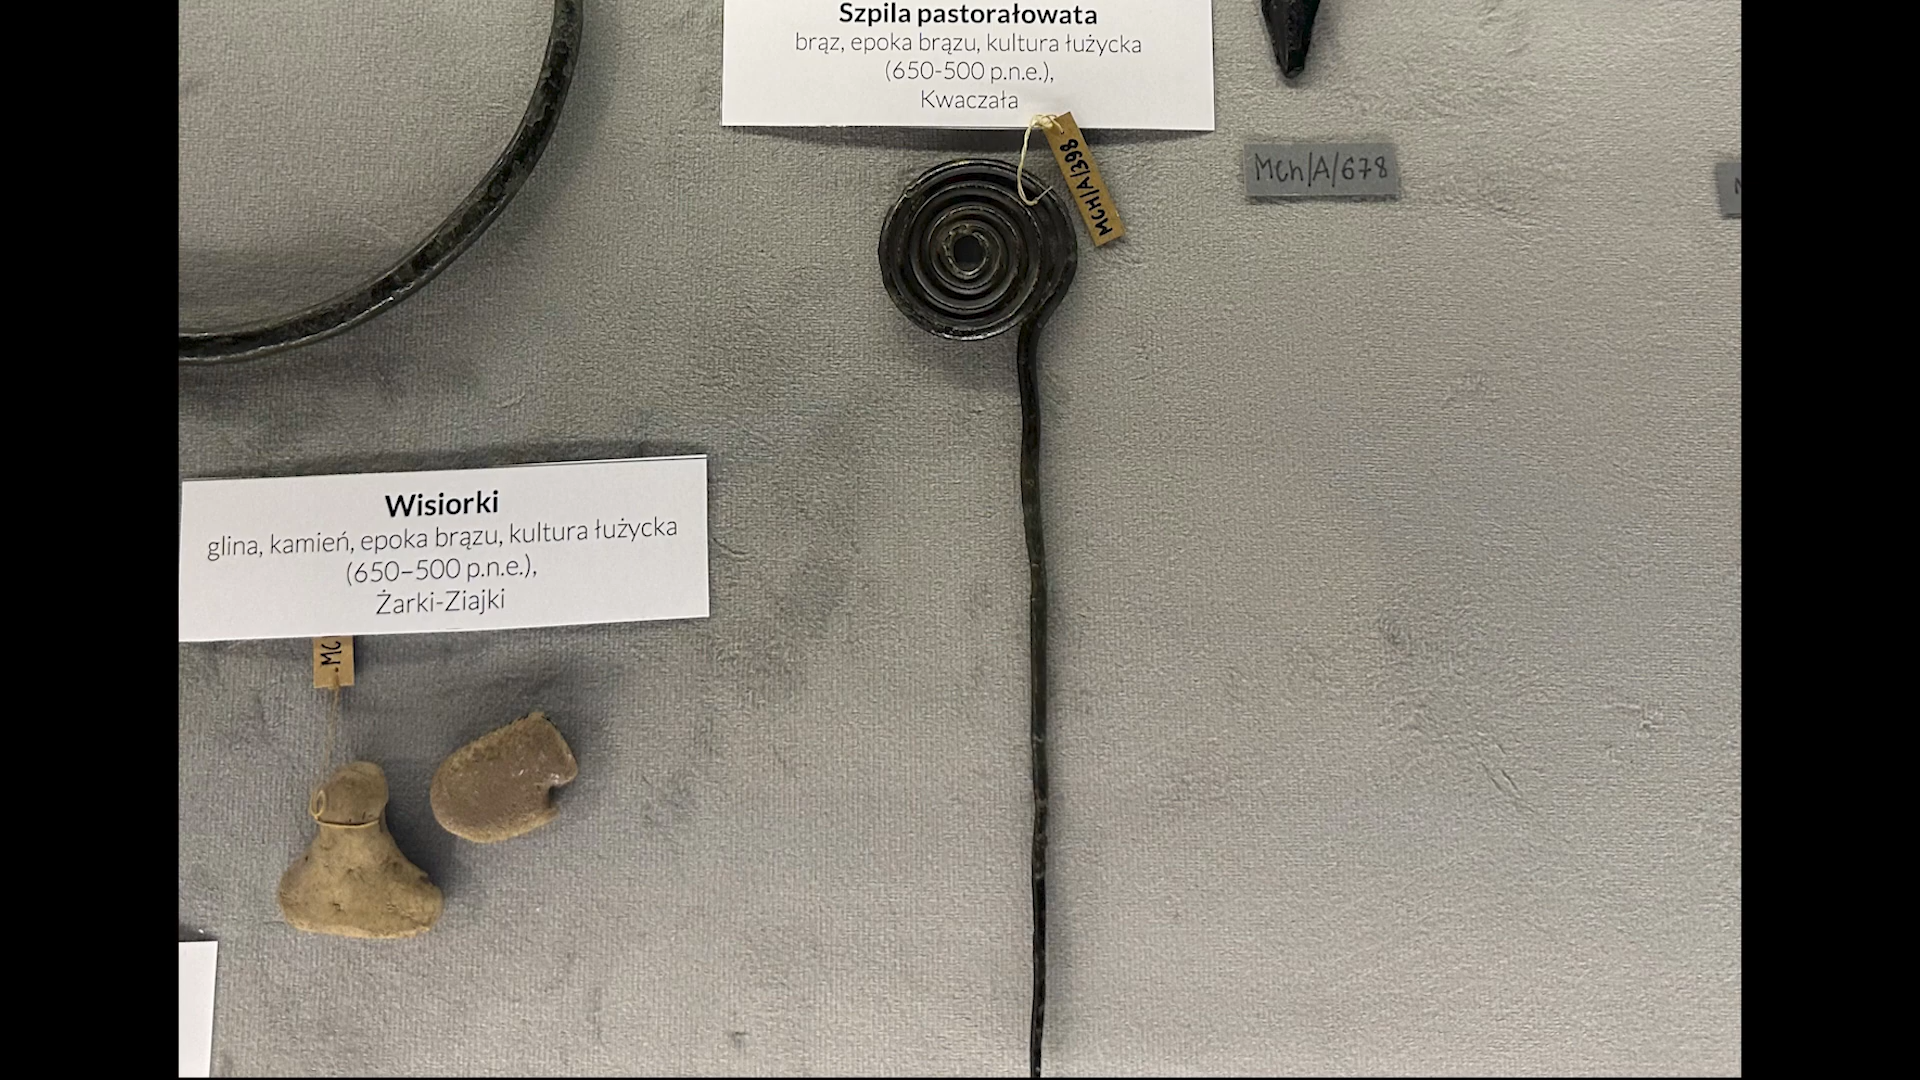 Szpila pastorałowata
brąz, epoka brązu, kultura łużycka
(650-500 p.n.e.),
Kwaczała
MCH/A/398
MCh/A/678
Wisiorki
glina, kamień, epoka brązu, kultura łużycka
(650–500 p.n.e.),
Żarki-Ziajki
MC